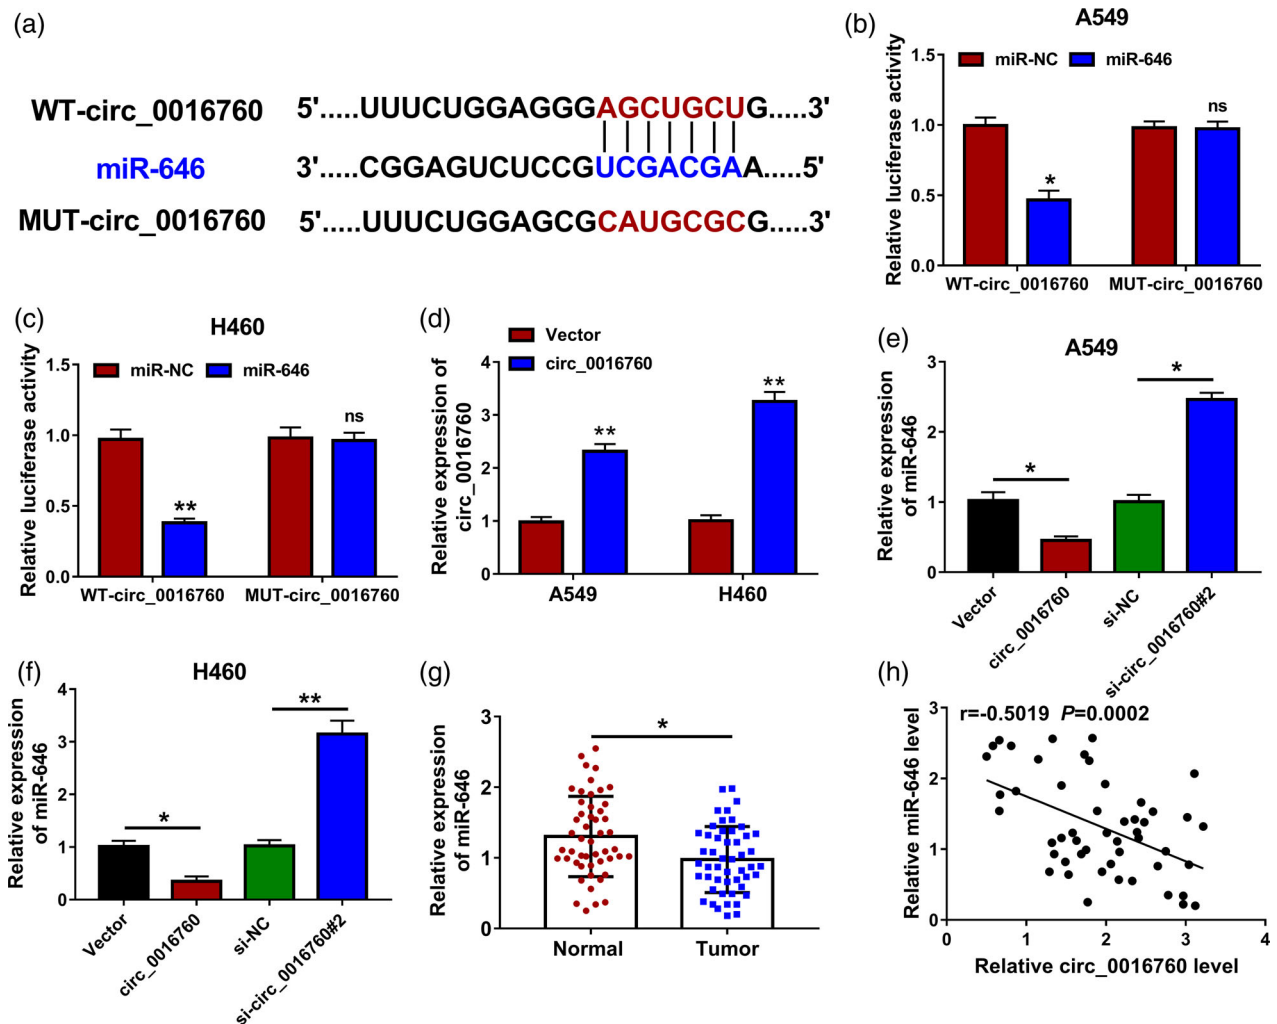 (a)
WT-circ_0016760 5'.....UUUCUGGAGGGAGCUGCUG.....3'
miR-646 3'.....CGGAGUCUCCGUCGACGAA.....5'
MUT-circ_0016760 5'.....UUUCUGGAGCGCAUGCGCG.....3'
(b)
A549
Relative luciferase activity
miR-NC miR-646
1.5
1.0
0.5
0.0
*
ns
WT-circ_0016760 MUT-circ_0016760
(c)
H460
Relative luciferase activity
miR-NC miR-646
1.5
1.0
0.5
0.0
**
ns
WT-circ_0016760 MUT-circ_0016760
(d)
Vector
circ_0016760
Relative expression of
circ_0016760
4
3
2
1
0
**
**
A549 H460
(e)
A549
Relative expression
of miR-646
3
2
1
0
*
*
Vector
circ_0016760
si-NC
si-circ_0016760#2
(f)
H460
Relative expression
of miR-646
4
3
2
1
0
*
**
Vector
circ_0016760
si-NC
si-circ_0016760#2
(g)
Relative expression
of miR-646
3
2
1
0
*
Normal Tumor
(h)
r=-0.5019 P=0.0002
Relative miR-646 level
3
2
1
0
0 1 2 3 4
Relative circ_0016760 level